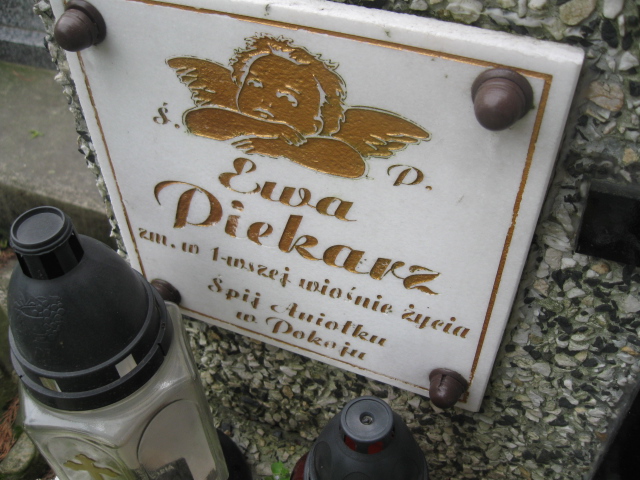 Ś. P.
Ewa
Piekarz
zm. w 1-wszej wiośnie życia
Śpij Aniołku
w Pokoju